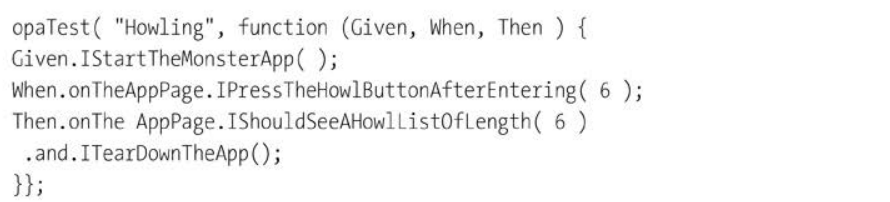 opaTest( "Howling", function (Given, When, Then ) {
Given.IStartTheMonsterApp( );
When.onTheAppPage.IPressTheHowlButtonAfterEntering( 6 );
Then.onThe AppPage.IShouldSeeAHowlListOfLength( 6 )
.and.ITearDownTheApp();
}};